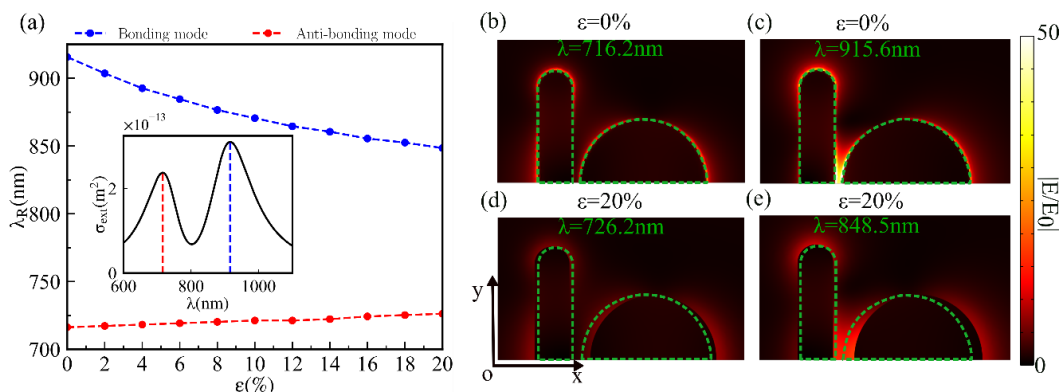 (a)
Bonding mode
Anti-bonding mode
λR(nm)
900
850
800
750
700
0 2 4 6 8 10 12 14 16 18 20
ε(%)
×10⁻¹³
σext(m²)
2
0
600 800 1000
λ(nm)
(b) ε=0%
λ=716.2nm
(c) ε=0%
λ=915.6nm
(d) ε=20%
λ=726.2nm
y
o x
(e) ε=20%
λ=848.5nm
50
|E/E0|
0